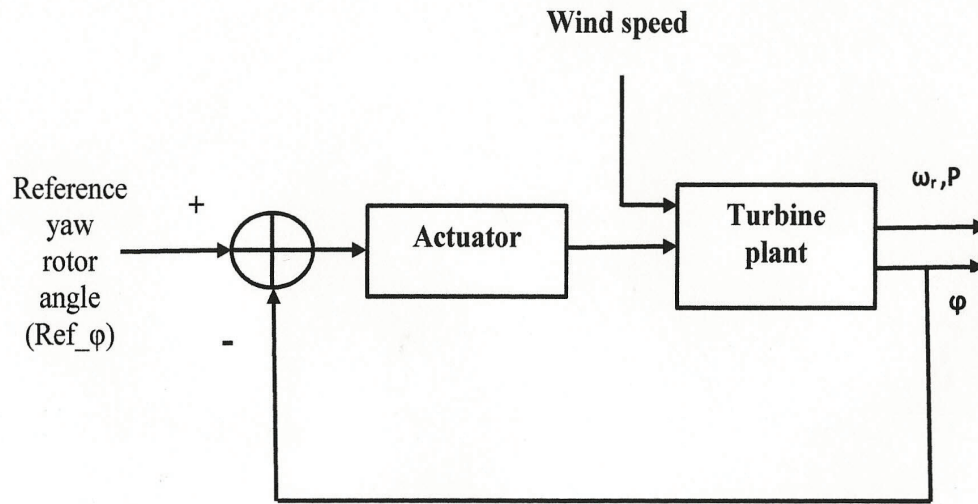 Wind speed
Reference
yaw
rotor
angle
(Ref_φ)
+
-
Actuator
Turbine
plant
ωᵣ,P
φ